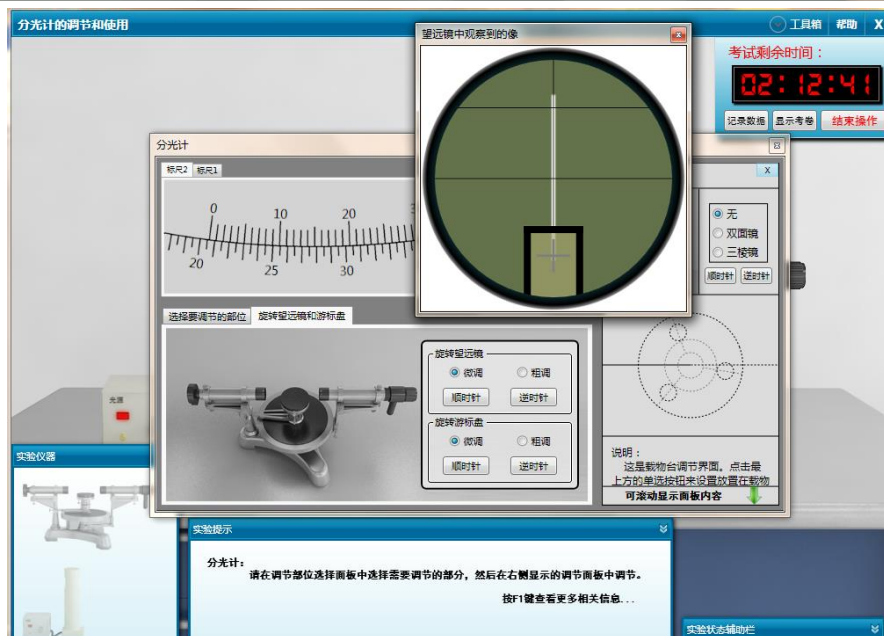 分光计的调节和使用
工具箱 帮助 X
望远镜中观察到的像
考试剩余时间：
02:12:41
记录数据 显示考卷 结束操作
分光计
标尺2 标尺1
X
0 10 20
20 25 30
无
双面镜
三棱镜
顺时针 逆时针
选择要调节的部位 旋转望远镜和游标盘
旋转望远镜
微调 粗调
顺时针 逆时针
旋转游标盘
微调 粗调
顺时针 逆时针
光源
说明：
这是载物台调节界面。点击最
上方的单选按钮来设置放置在载物
可滚动显示面板内容
实验仪器
实验提示
分光计：
请在调节部位选择面板中选择需要调节的部分，然后在右侧显示的调节面板中调节。
按F1键查看更多相关信息...
实验状态辅助栏